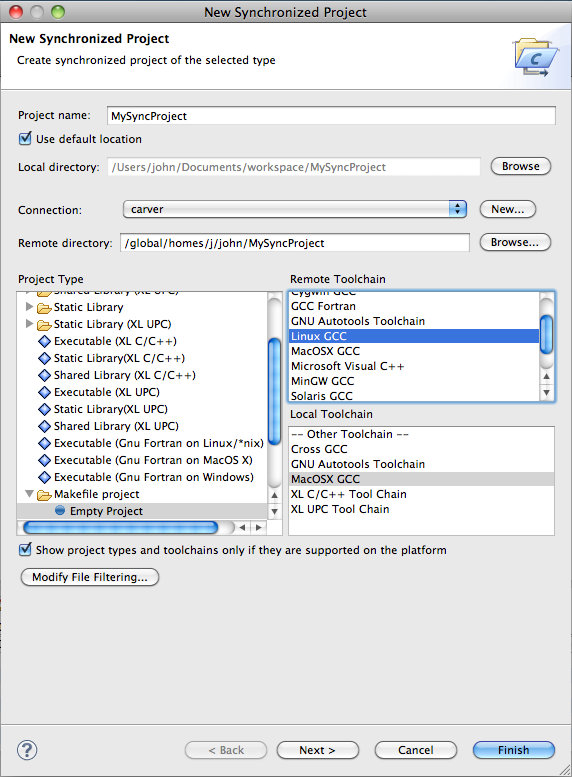 New Synchronized Project
New Synchronized Project
Create synchronized project of the selected type
C
Project name: MySyncProject
Use default location
Local directory: /Users/john/Documents/workspace/MySyncProject Browse
Connection: carver New...
Remote directory: /global/homes/j/john/MySyncProject Browse...
Project Type
Shared Library (XL UPC)
Static Library
Static Library (XL UPC)
Executable (XL C/C++)
Static Library(XL C/C++)
Shared Library (XL C/C++)
Executable (XL UPC)
Static Library(XL UPC)
Shared Library (XL UPC)
Executable (Gnu Fortran on Linux/*nix)
Executable (Gnu Fortran on MacOS X)
Executable (Gnu Fortran on Windows)
Makefile project
Empty Project
Remote Toolchain
Cygwin GCC
GCC Fortran
GNU Autotools Toolchain
Linux GCC
MacOSX GCC
Microsoft Visual C++
MinGW GCC
Solaris GCC
Local Toolchain
-- Other Toolchain --
Cross GCC
GNU Autotools Toolchain
MacOSX GCC
XL C/C++ Tool Chain
XL UPC Tool Chain
Show project types and toolchains only if they are supported on the platform
Modify File Filtering...
? < Back Next > Cancel Finish